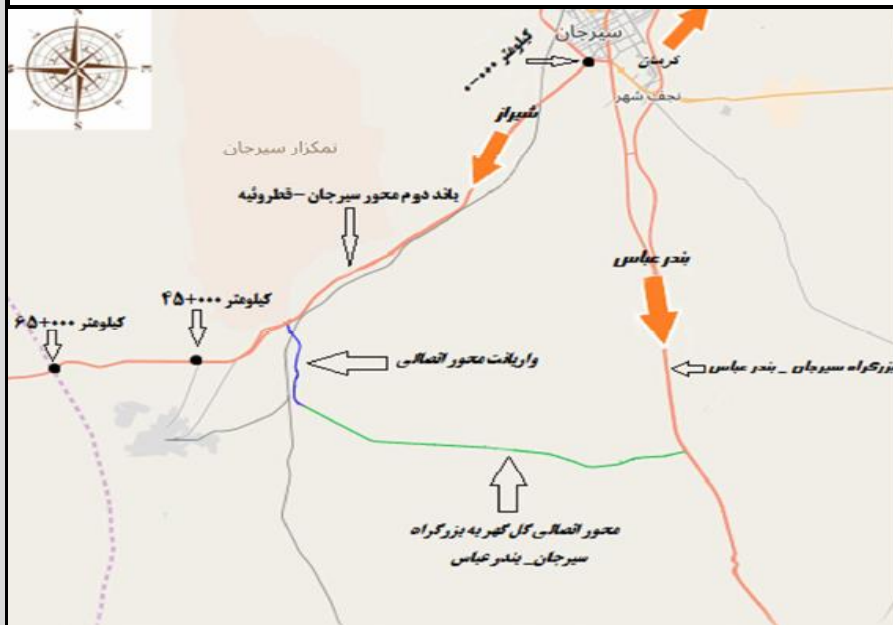 سیرجان
کرمان
کیلومتر ۰۰۰+۰
نجف شهر
شیراز
نمکزار سیرجان
باند دوم محور سیرجان – قطروئیه
بندر عباس
کیلومتر ۴۵+۰۰۰
کیلومتر ۶۵+۰۰۰
واریانت محور اتصالی
بزرگراه سیرجان _ بندر عباس
محور اتصالی گل گهر به بزرگراه
سیرجان_ بندر عباس
N
S
E